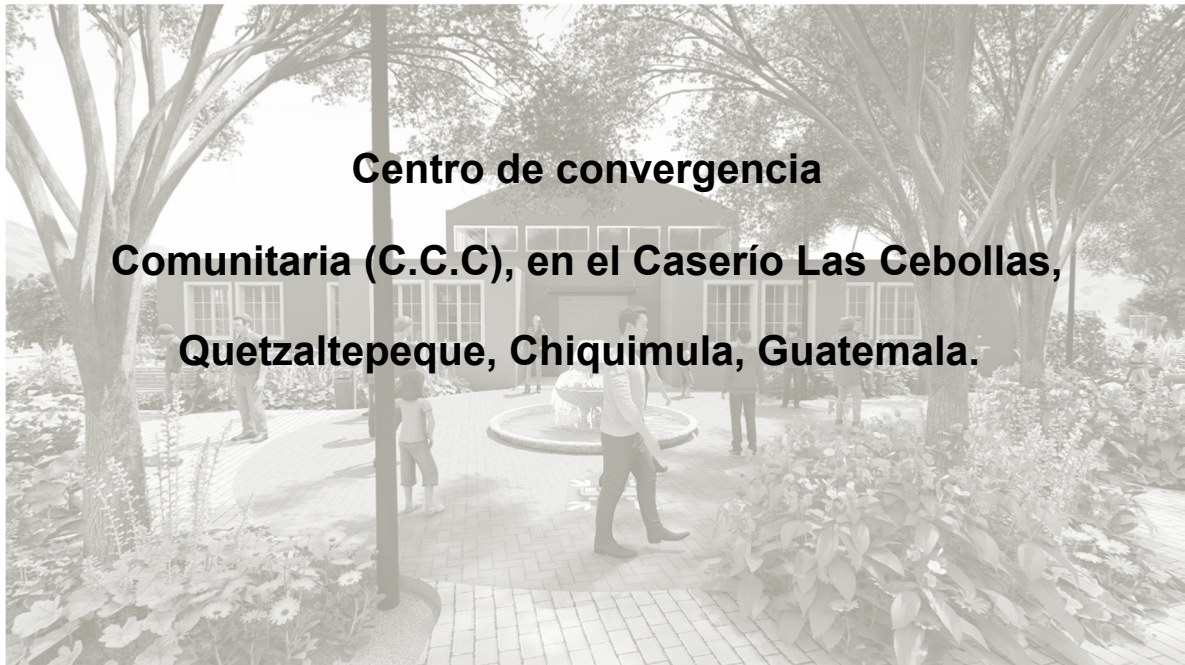 Centro de convergencia
Comunitaria (C.C.C), en el Caserío Las Cebollas,
Quetzaltepeque, Chiquimula, Guatemala.